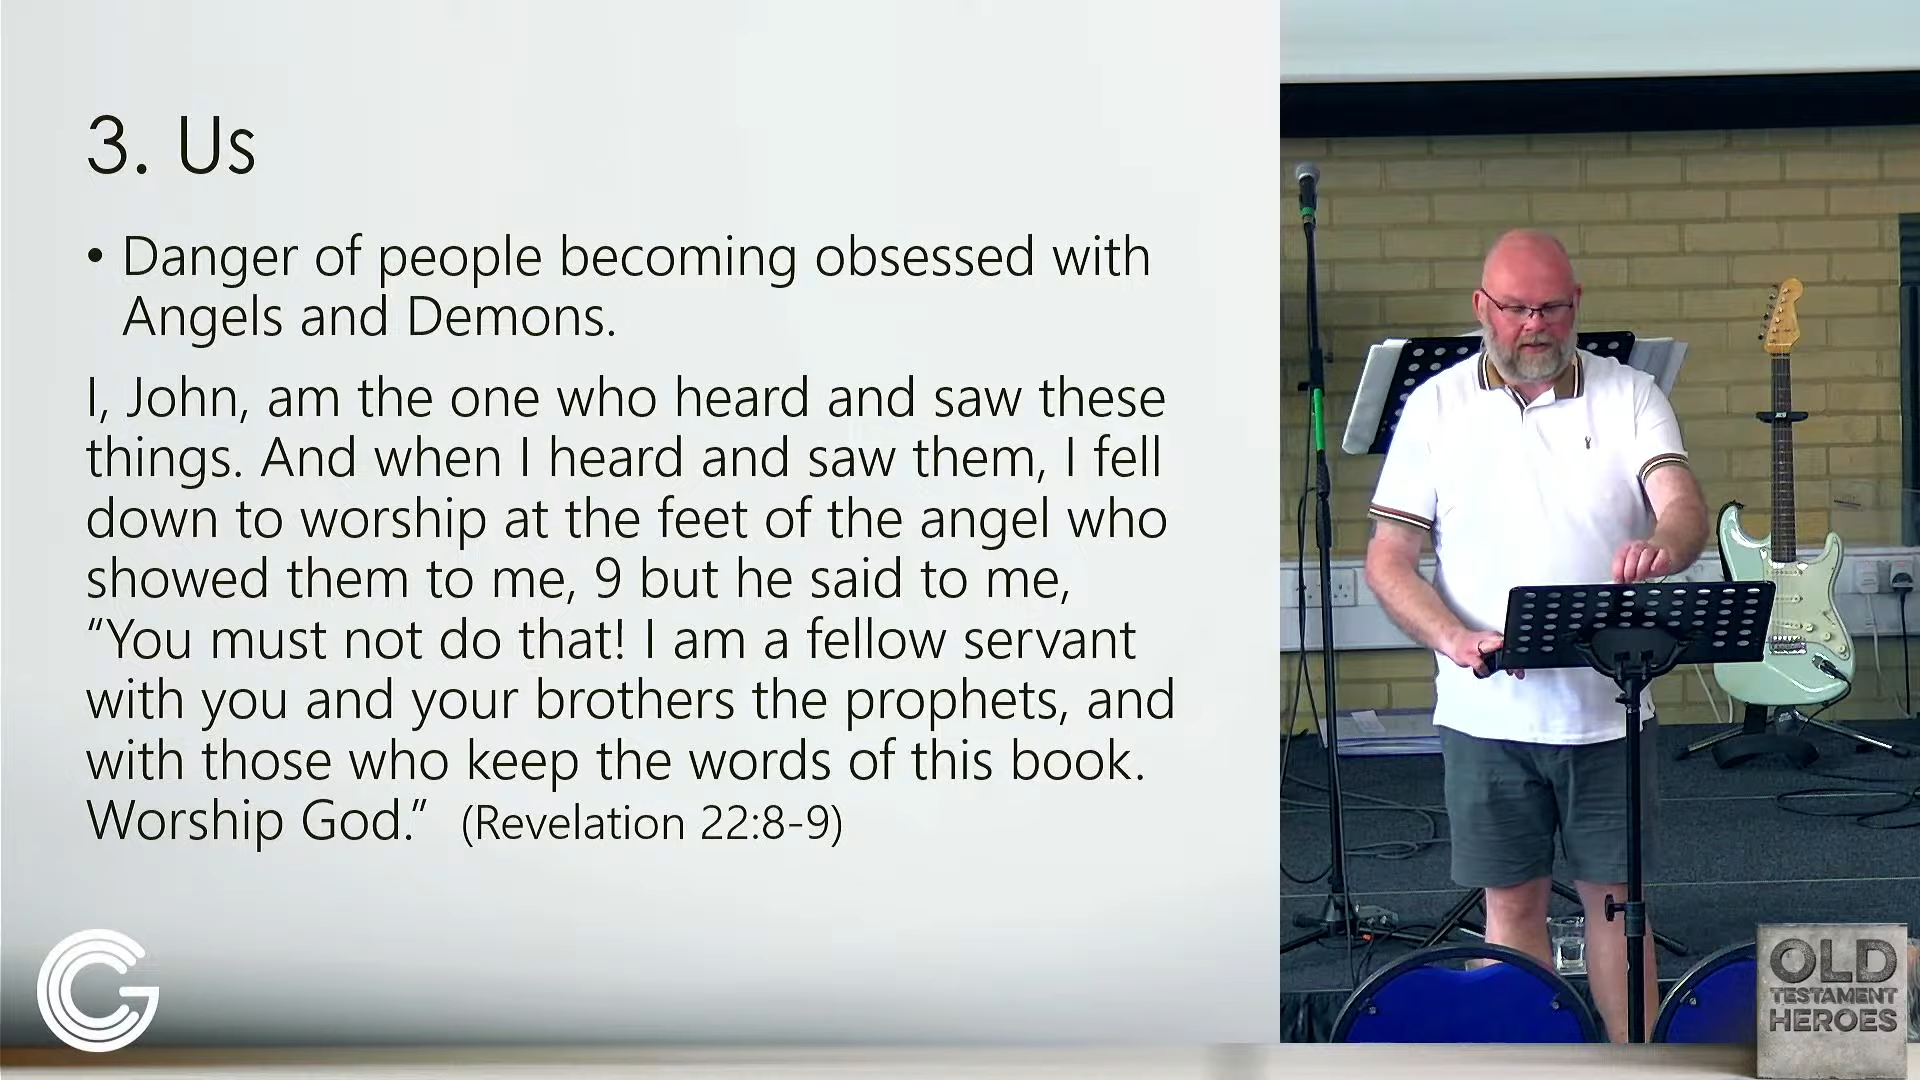 3. Us
• Danger of people becoming obsessed with
Angels and Demons.
I, John, am the one who heard and saw these
things. And when I heard and saw them, I fell
down to worship at the feet of the angel who
showed them to me, 9 but he said to me,
“You must not do that! I am a fellow servant
with you and your brothers the prophets, and
with those who keep the words of this book.
Worship God.” (Revelation 22:8-9)
OLD
TESTAMENT
HEROES